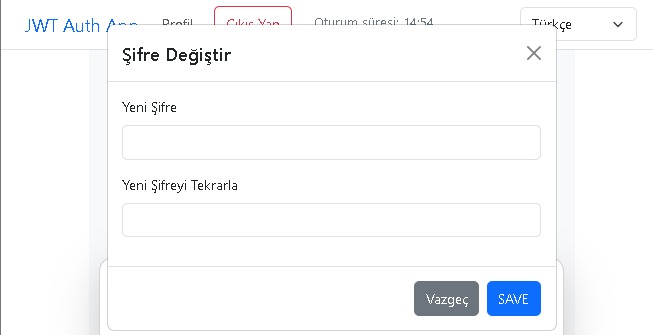 JWT Auth App Profil Çıkış Yap Oturum süresi: 14:54 Türkçe
Şifre Değiştir
Yeni Şifre
Yeni Şifreyi Tekrarla
Vazgeç SAVE